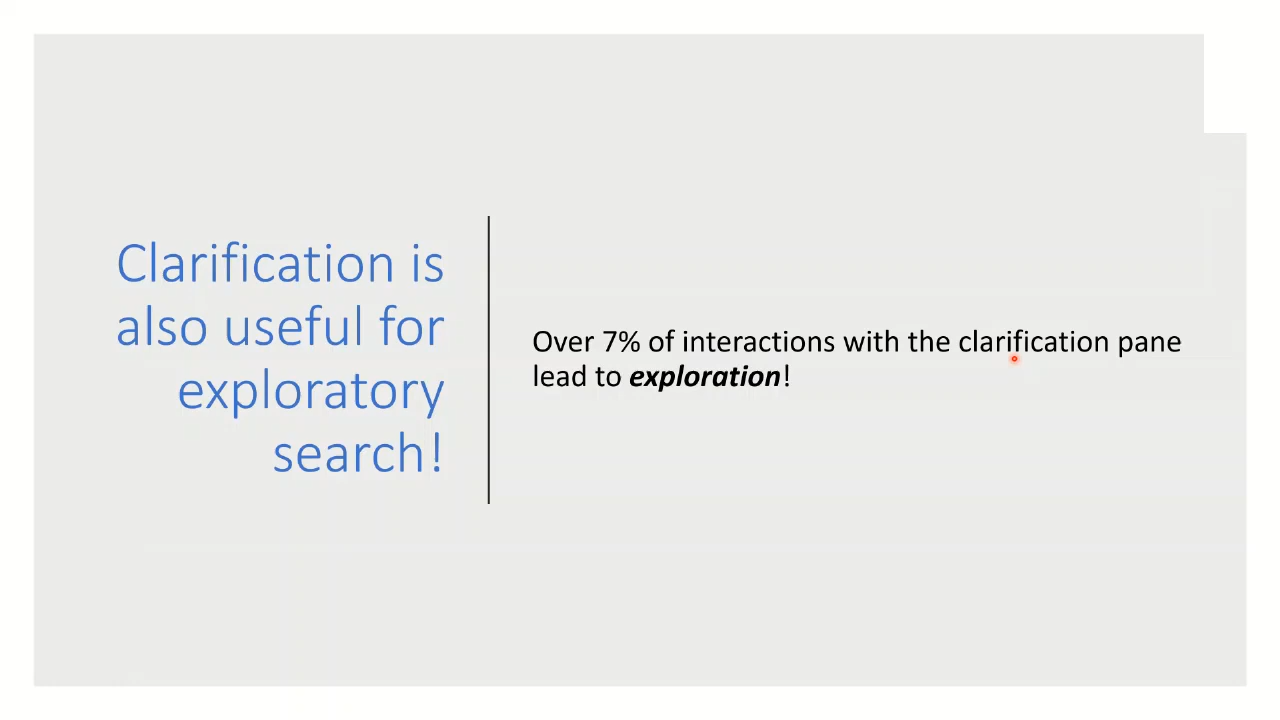 Clarification is
also useful for
exploratory
search!
Over 7% of interactions with the clarification pane
lead to exploration!